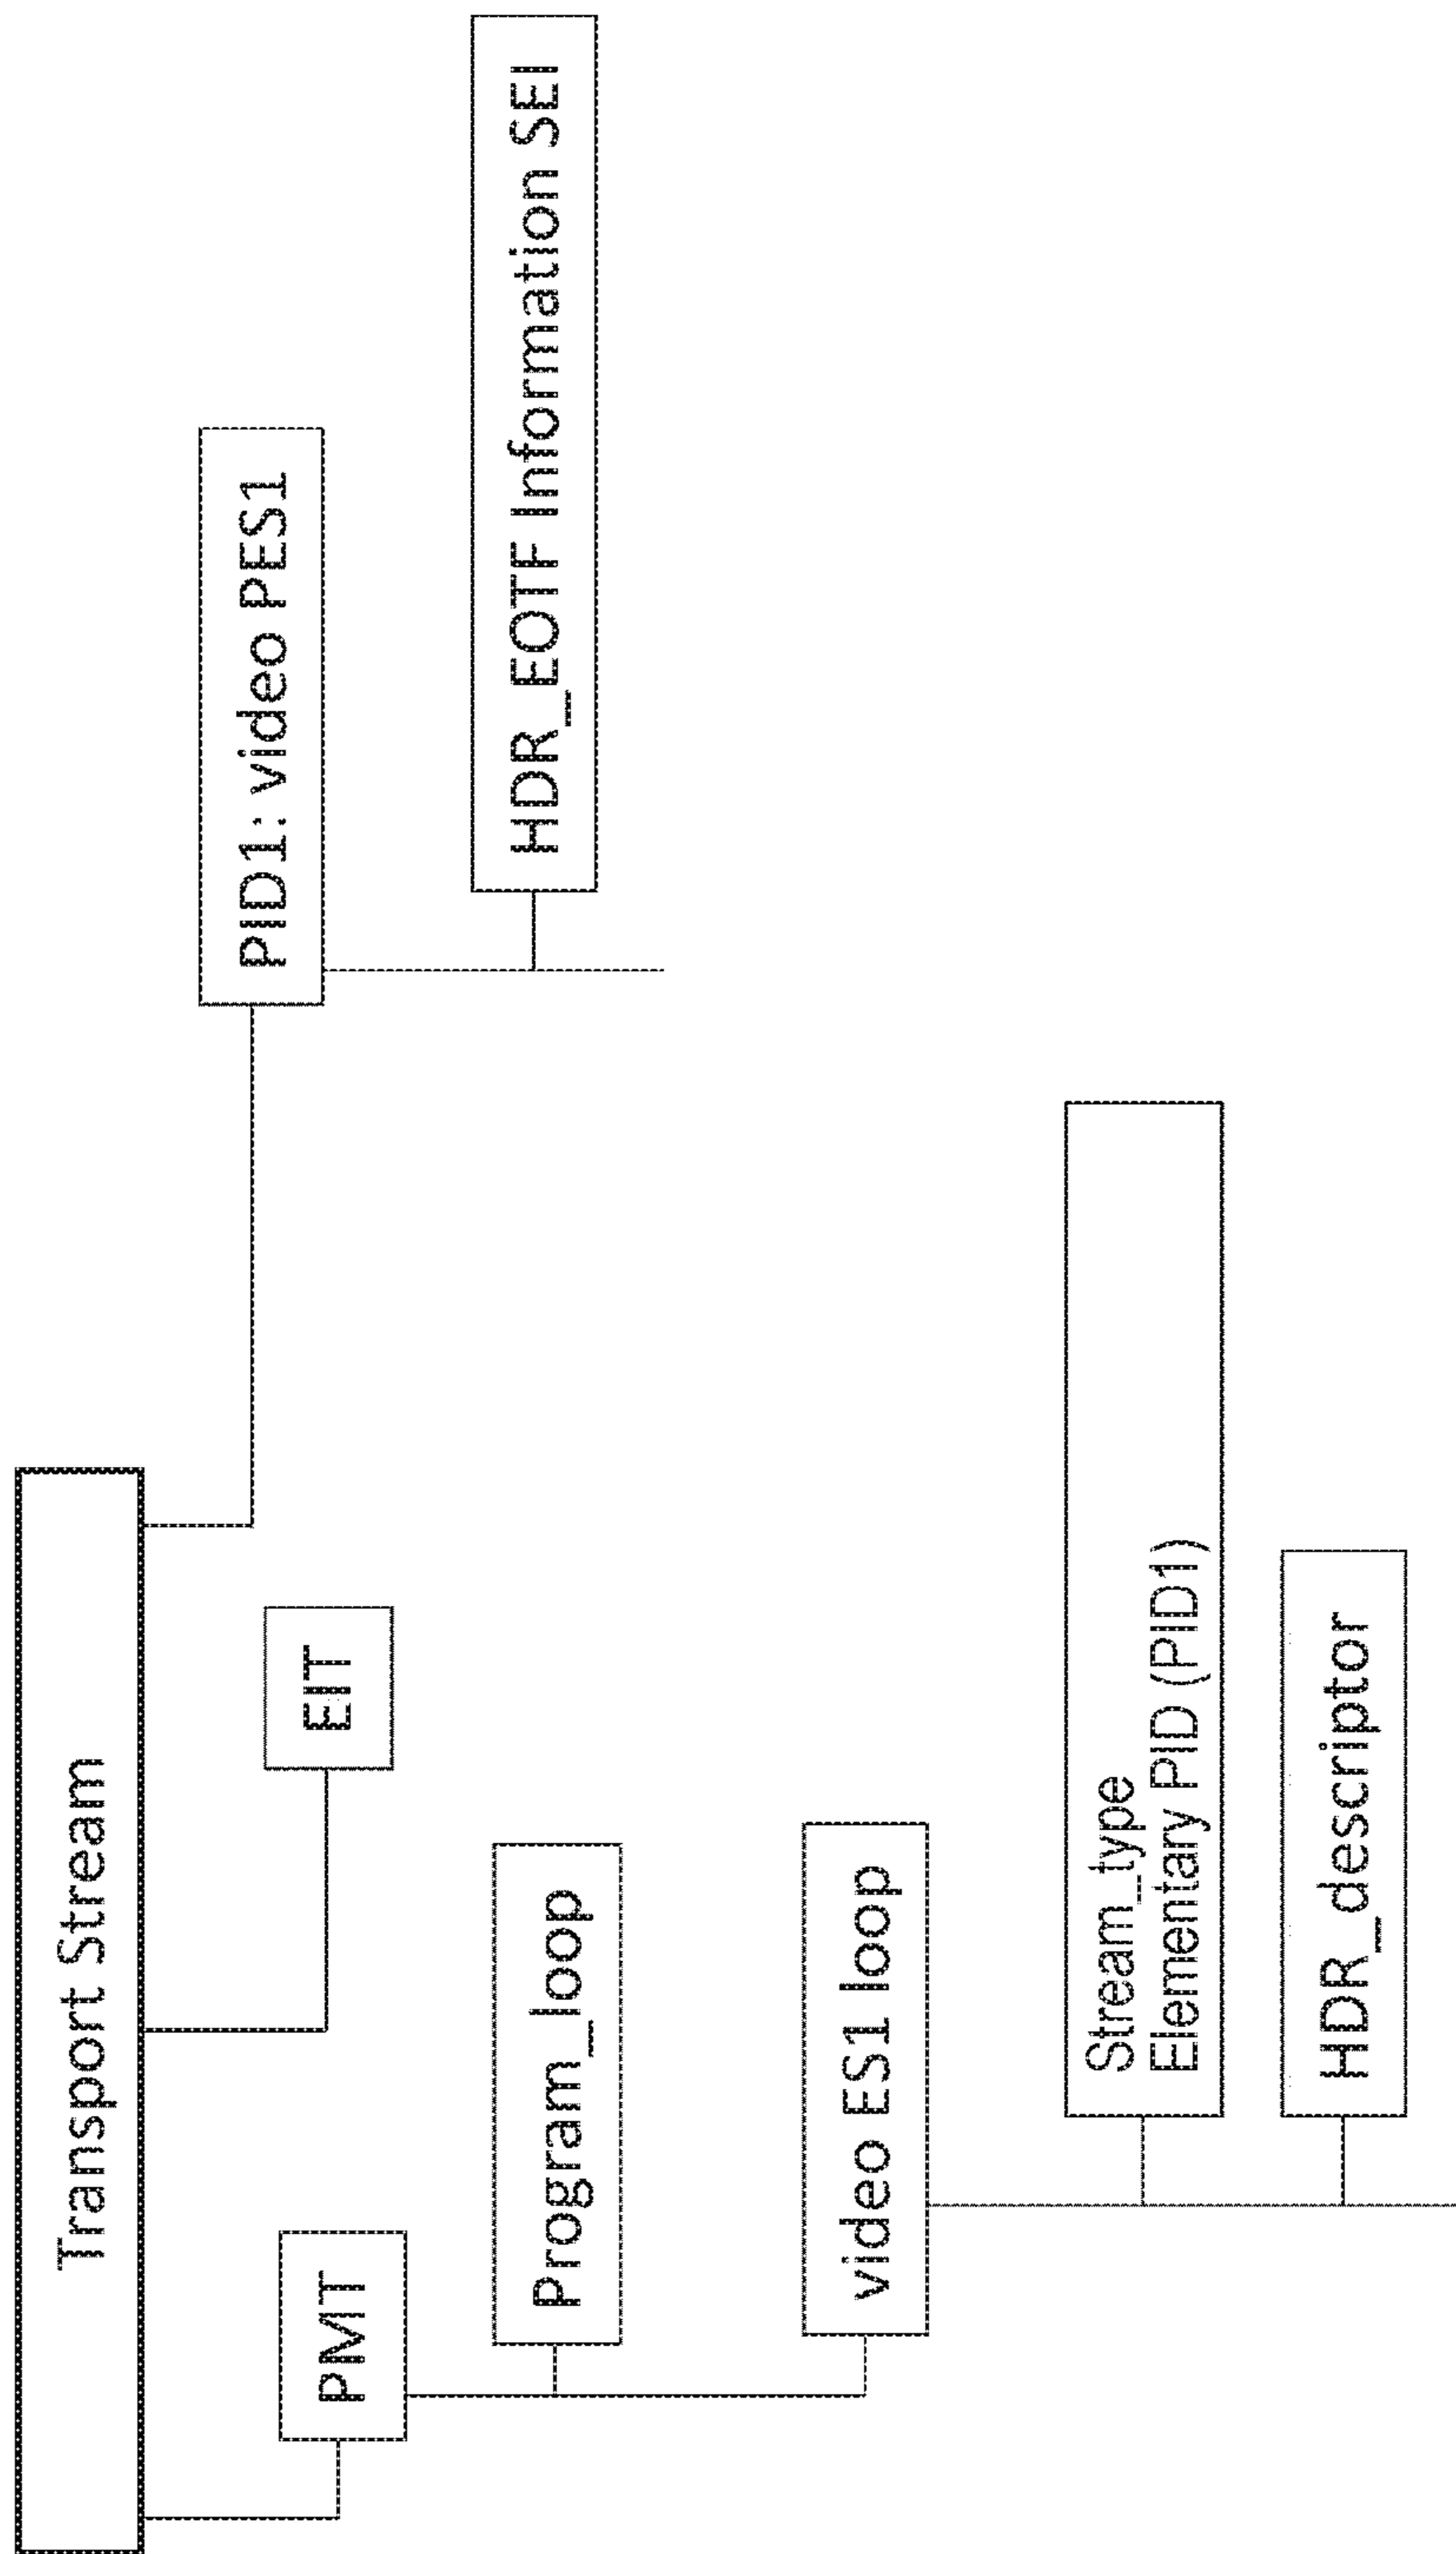 Transport Stream
PID1: video PES1
EIT
PMT
HDR_EOTF Information SEI
Program_loop
video ES1 loop
Stream_type
Elementary PID (PID1)
HDR_descriptor